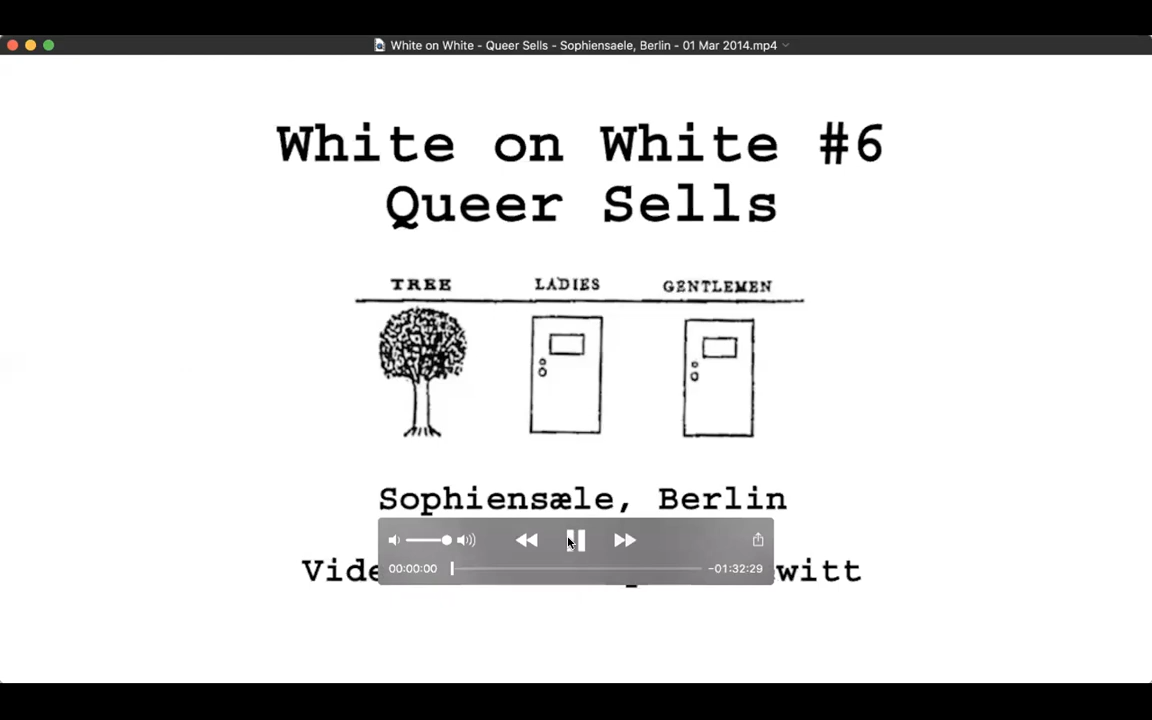 White on White - Queer Sells - Sophiensaele, Berlin - 01 Mar 2014.mp4
White on White #6
Queer Sells
TREE LADIES GENTLEMEN
Sophiensæle, Berlin
00:00:00 -01:32:29